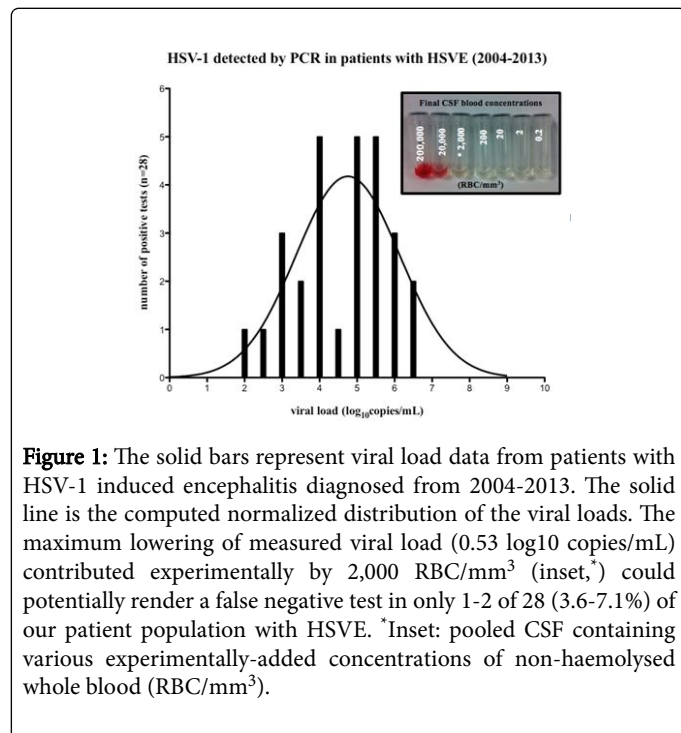 HSV-1 detected by PCR in patients with HSVE (2004-2013)
number of positive tests (n=28)
6
5
4
3
2
1
0
Final CSF blood concentrations
200,000
20,000
* 2,000
200
20
2
0.2
(RBC/mm³)
0 1 2 3 4 5 6 7 8 9 10
viral load (log₁₀copies/mL)
Figure 1: The solid bars represent viral load data from patients with
HSV-1 induced encephalitis diagnosed from 2004-2013. The solid
line is the computed normalized distribution of the viral loads. The
maximum lowering of measured viral load (0.53 log10 copies/mL)
contributed experimentally by 2,000 RBC/mm³ (inset,*) could
potentially render a false negative test in only 1-2 of 28 (3.6-7.1%) of
our patient population with HSVE. *Inset: pooled CSF containing
various experimentally-added concentrations of non-haemolysed
whole blood (RBC/mm³).